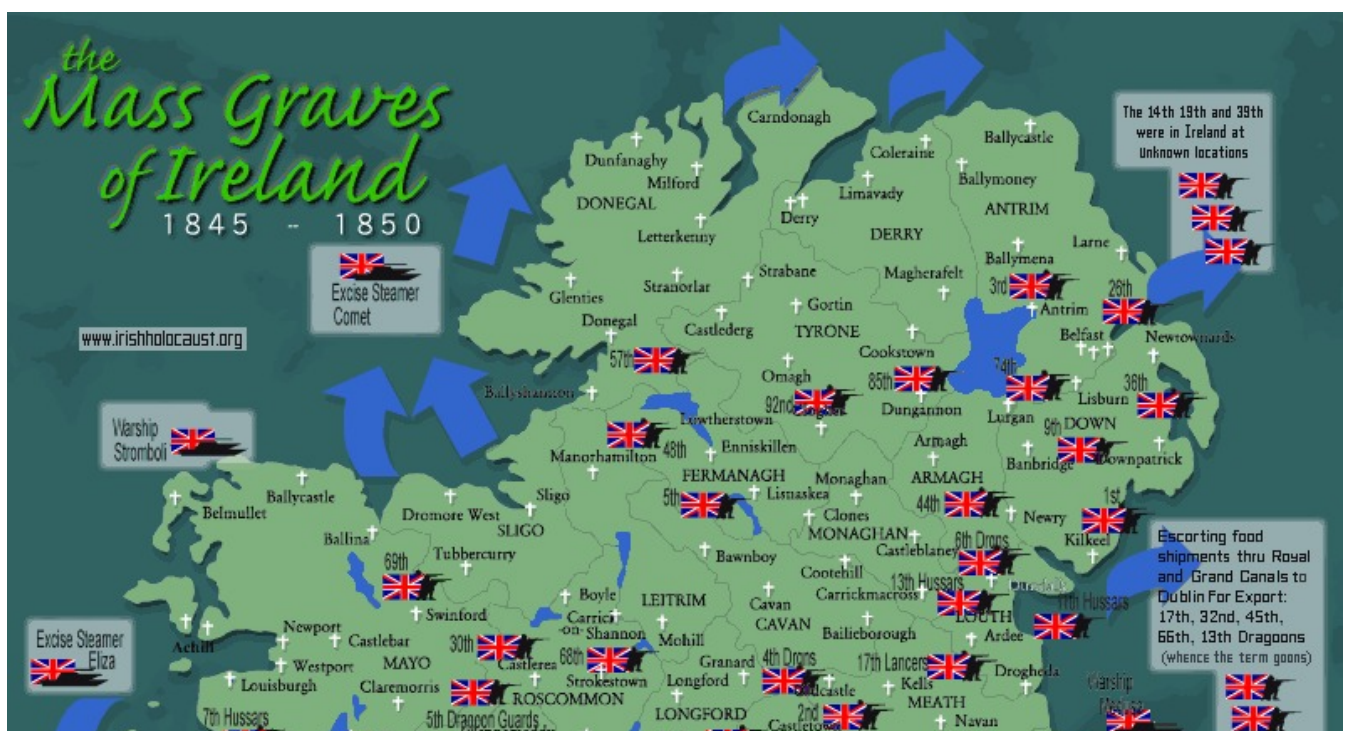 the
Mass Graves
of Ireland
1845 - 1850
Excise Steamer
Comet
www.irishholocaust.org
Warship
Stromboli
Excise Steamer
Eliza
The 14th 19th and 39th
were in Ireland at
Unknown locations
Carndonagh
Ballycastle
Coleraine
Dunfanaghy
Milford
Limavady
Ballymoney
DONEGAL
Derry
ANTRIM
Letterkenny
DERRY
Larne
Ballymena
Strabane
Magherafelt
Stranorlar
3rd
26th
Glenties
Gortin
Antrim
Donegal
Castlederg
TYRONE
Belfast
Newtownards
Cookstown
57th
74th
Omagh
85th
36th
Ballyshannon
Lisburn
92nd
Dungannon
Lurgan
Lowtherstown
9th
DOWN
48th
Enniskillen
Armagh
Manorhamilton
Banbridge
Downpatrick
FERMANAGH
Monaghan
ARMAGH
5th
Lisnaskea
Sligo
Ballycastle
44th
1st
Belmullet
Dromore West
SLIGO
Clones
Newry
MONAGHAN
Kilkeel
Ballina
6th Drgns
Castleblaney
Tubbercurry
Bawnboy
69th
Cootehill
13th Hussars
Dundalk
Escorting food
shipments thru Royal
and Grand Canals to
Dublin For Export:
17th, 32nd, 45th,
66th, 13th Dragoons
(whence the term goons)
Boyle
LEITRIM
Cavan
Carrickmacross
11th Hussars
Swinford
Carrick
-on-
Shannon
CAVAN
LOUTH
Newport
Mohill
Bailieborough
Ardee
Achill
Castlebar
30th
Castlerea
68th
Westport
MAYO
Granard
4th Drgns
17th Lancers
Drogheda
Louisburgh
Claremorris
Strokestown
Longford
Oldcastle
Kells
ROSCOMMON
MEATH
Warship
Medusa
7th Hussars
5th Dragoon Guards
LONGFORD
2nd
Navan